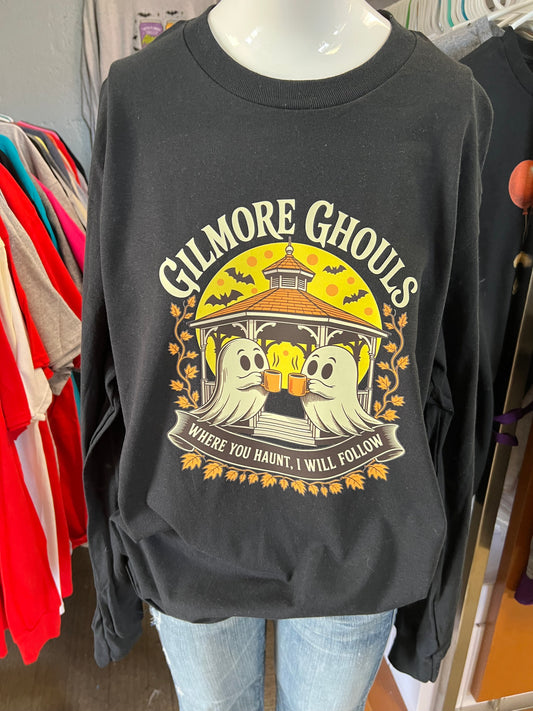 GILMORE GHOULS
WHERE YOU HAUNT, I WILL FOLLOW